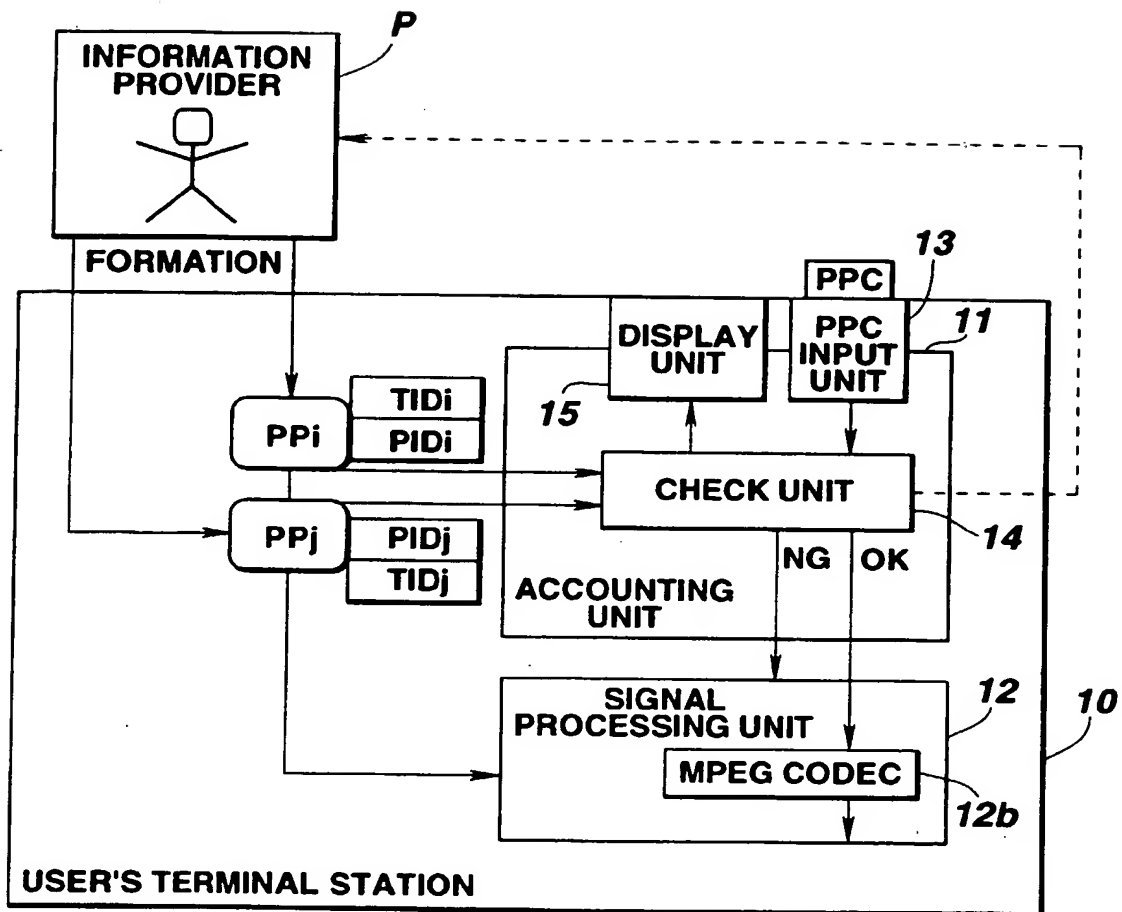 P
INFORMATION
PROVIDER
FORMATION
13
PPC
11
DISPLAY
UNIT
PPC
INPUT
UNIT
15
TIDi
PPi
PIDi
CHECK UNIT
14
PPj
PIDj
TIDj
NG
OK
ACCOUNTING
UNIT
SIGNAL
PROCESSING UNIT
12
10
MPEG CODEC
12b
USER'S TERMINAL STATION